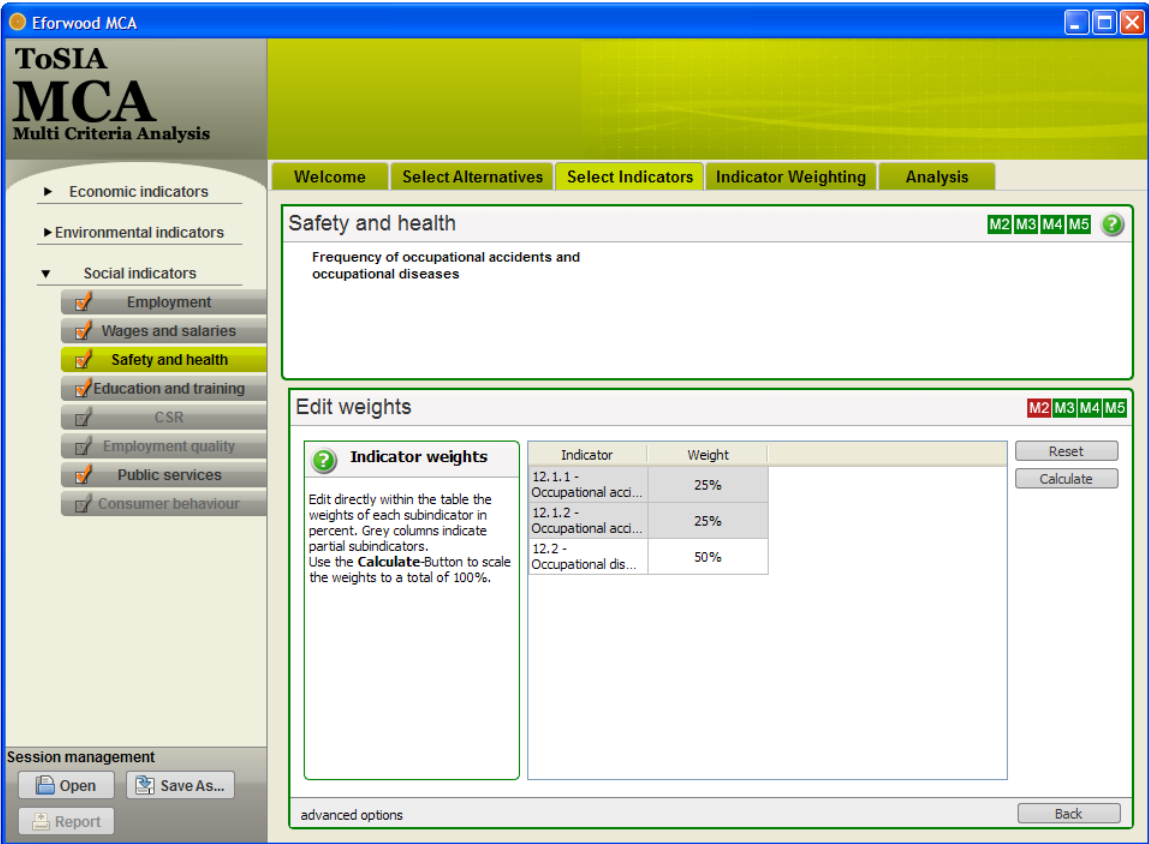 Eforwood MCA
ToSIA
MCA
Multi Criteria Analysis
Welcome
Select Alternatives
Select Indicators
Indicator Weighting
Analysis
Economic indicators
Environmental indicators
Social indicators
Employment
Wages and salaries
Safety and health
Education and training
CSR
Employment quality
Public services
Consumer behaviour
Session management
Open
Save As...
Report
Safety and health
M2 M3 M4 M5
?
Frequency of occupational accidents and
occupational diseases
Edit weights
M2 M3 M4 M5
? Indicator weights
Edit directly within the table the
weights of each subindicator in
percent. Grey columns indicate
partial subindicators.
Use the Calculate-Button to scale
the weights to a total of 100%.
Indicator Weight
12.1.1 -
Occupational acci...
25%
12.1.2 -
Occupational acci...
25%
12.2 -
Occupational dis...
50%
Reset
Calculate
advanced options
Back